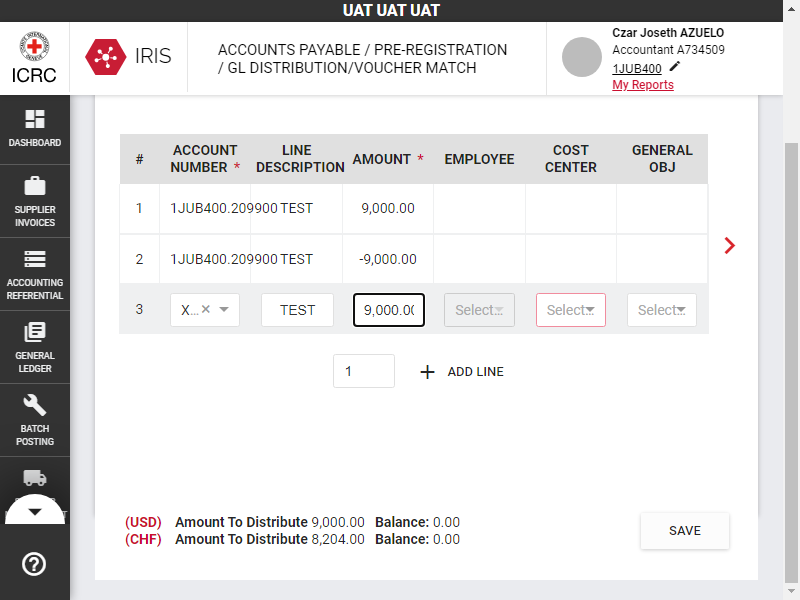 UAT UAT UAT
ICRC
IRIS
ACCOUNTS PAYABLE / PRE-REGISTRATION
/ GL DISTRIBUTION/VOUCHER MATCH
Czar Joseth AZUELO
Accountant A734509
1JUB400
My Reports
DASHBOARD
SUPPLIER
INVOICES
ACCOUNTING
REFERENTIAL
GENERAL
LEDGER
BATCH
POSTING
# ACCOUNT NUMBER * LINE DESCRIPTION AMOUNT * EMPLOYEE COST CENTER GENERAL OBJ
1 1JUB400.209900 TEST 9,000.00
2 1JUB400.209900 TEST -9,000.00
3 X... TEST 9,000.00 Select... Select... Select...
1 + ADD LINE
(USD) Amount To Distribute 9,000.00 Balance: 0.00
(CHF) Amount To Distribute 8,204.00 Balance: 0.00
SAVE